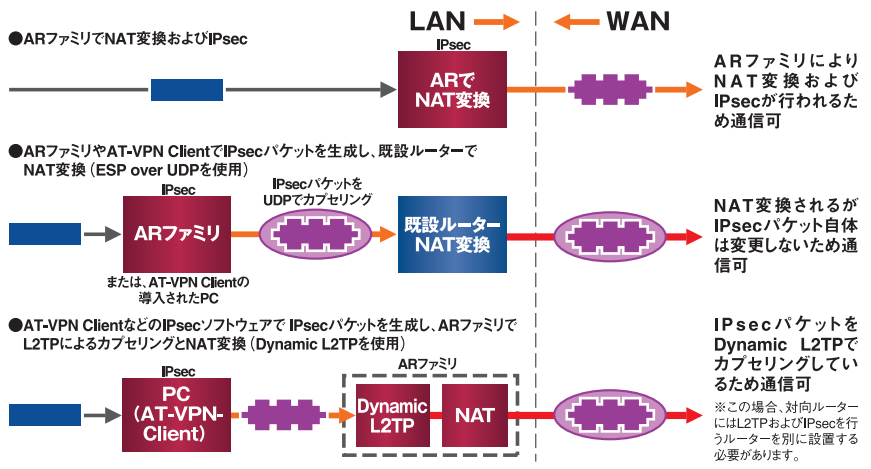 LAN
WAN
●ARファミリでNAT変換およびIPsec
IPsec
ARで
NAT変換
ARファミリにより
NAT変換および
IPsecが行われるた
め通信可
●ARファミリやAT-VPN ClientでIPsecパケットを生成し、既設ルーターで
NAT変換（ESP over UDPを使用）
IPsec
ARファミリ
または、AT-VPN Clientの
導入されたPC
IPsecパケットを
UDPでカプセリング
既設ルーター
NAT変換
NAT変換されるが
IPsecパケット自体
は変更しないため通
信可
●AT-VPN ClientなどのIPsecソフトウェアで IPsecパケットを生成し、ARファミリで
L2TPによるカプセリングとNAT変換（Dynamic L2TPを使用）
IPsec
PC
(AT-VPN-
Client)
ARファミリ
Dynamic
L2TP
NAT
IPsecパケットを
Dynamic L2TPで
カプセリングしてい
るため通信可
※この場合、対向ルーター
にはL2TPおよびIPsecを行
うルーターを別に設置する
必要があります。